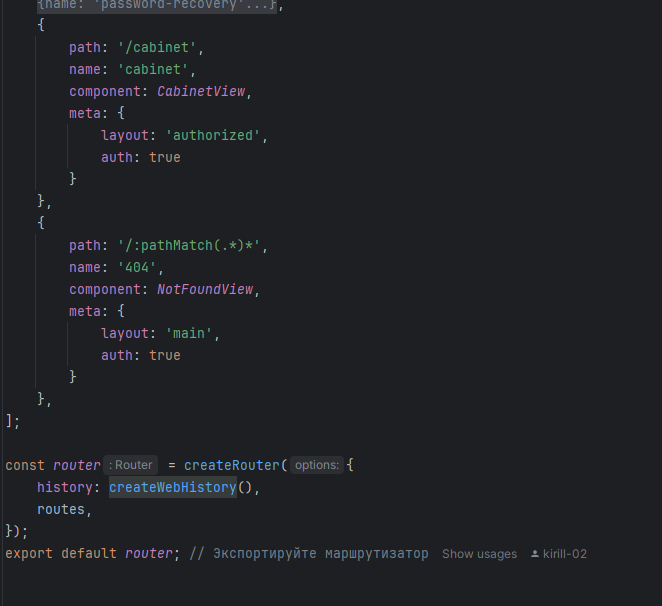 {name: 'password-recovery'...},
{
path: '/cabinet',
name: 'cabinet',
component: CabinetView,
meta: {
layout: 'authorized',
auth: true
}
},
{
path: '/:pathMatch(.*)*',
name: '404',
component: NotFoundView,
meta: {
layout: 'main',
auth: true
}
},
];
const router : Router = createRouter( options: {
history: createWebHistory(),
routes,
});
export default router; // Экспортируйте маршрутизатор Show usages kirill-02